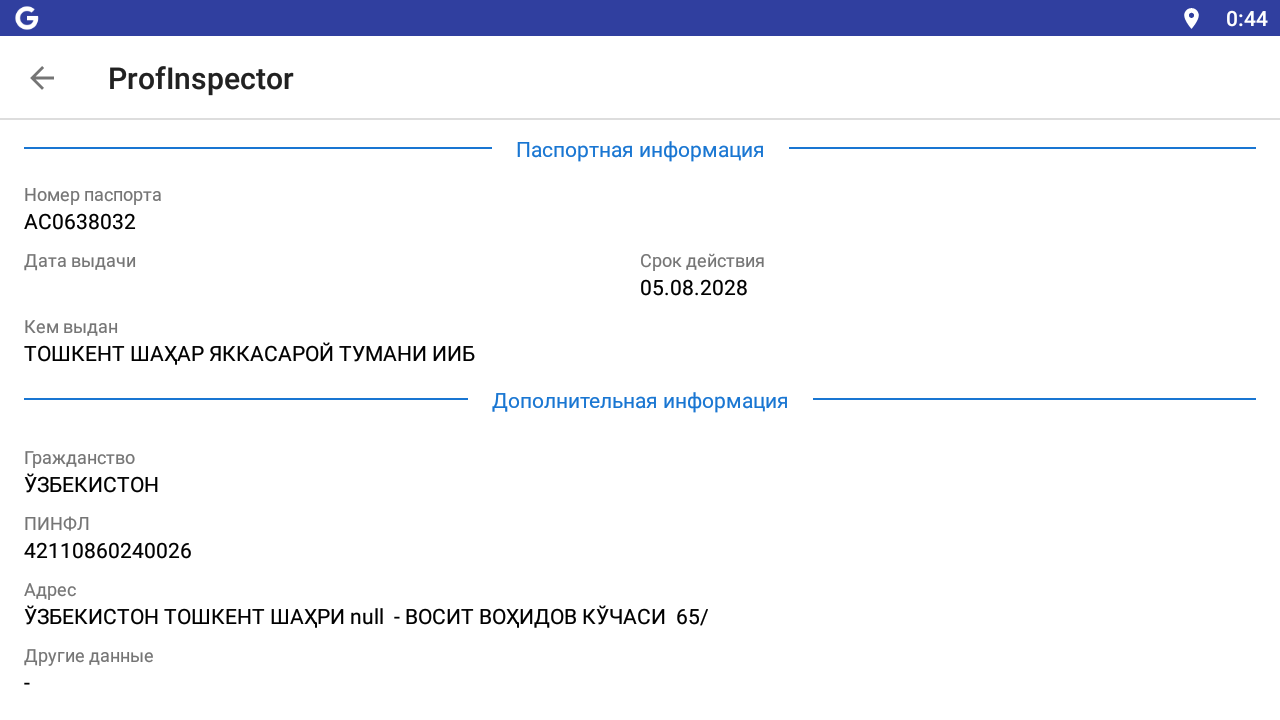 G
0:44
ProfInspector
Паспортная информация
Номер паспорта
AC0638032
Дата выдачи
Срок действия
05.08.2028
Кем выдан
ТОШКЕНТ ШАҲАР ЯККАСАРОЙ ТУМАНИ ИИБ
Дополнительная информация
Гражданство
ЎЗБЕКИСТОН
ПИНФЛ
42110860240026
Адрес
ЎЗБЕКИСТОН ТОШКЕНТ ШАҲРИ null  - ВОСИТ ВОҲИДОВ КЎЧАСИ  65/
Другие данные
-